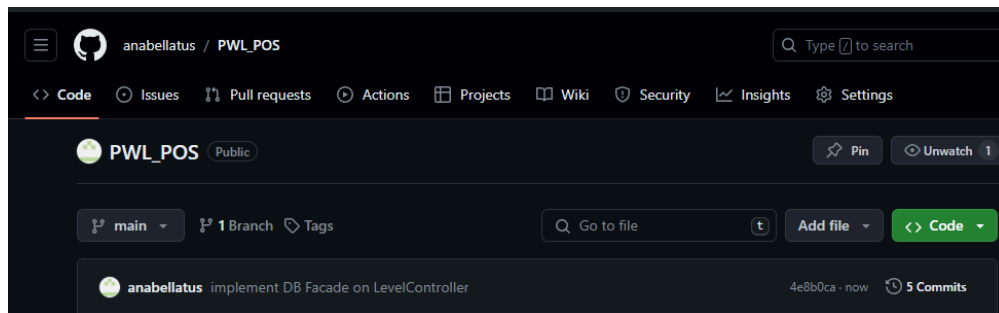 anabellatus / PWL_POS Type / to search
Code Issues Pull requests Actions Projects Wiki Security Insights Settings
PWL_POS Public Pin Unwatch 1
main 1 Branch Tags Go to file t Add file Code
anabellatus implement DB Facade on LevelController 4e8b0ca · now 5 Commits